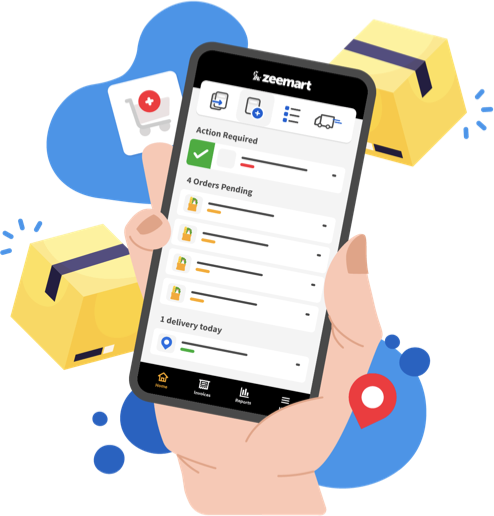 zeemart
Action Required
4 Orders Pending
1 delivery today
Home
Invoices
Reports